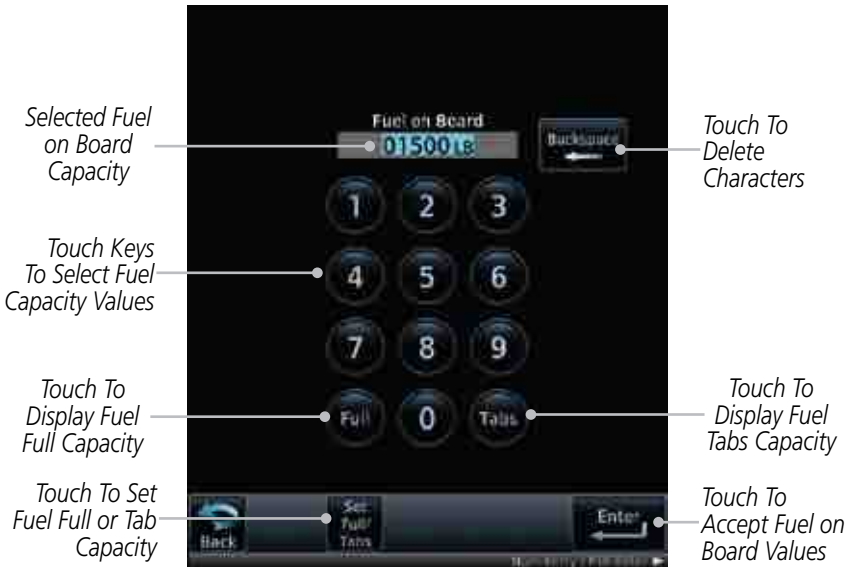 Selected Fuel
on Board
Capacity
Fuel on Board
01500 LB
Backspace
Touch To
Delete
Characters
1 2 3
Touch Keys
To Select Fuel
Capacity Values
4 5 6
7 8 9
Touch To
Display Fuel
Full Capacity
Full 0 Tabs
Touch To
Display Fuel
Tabs Capacity
Touch To Set
Fuel Full or Tab
Capacity
Back
Set
Full/
Tabs
Enter
Touch To
Accept Fuel on
Board Values